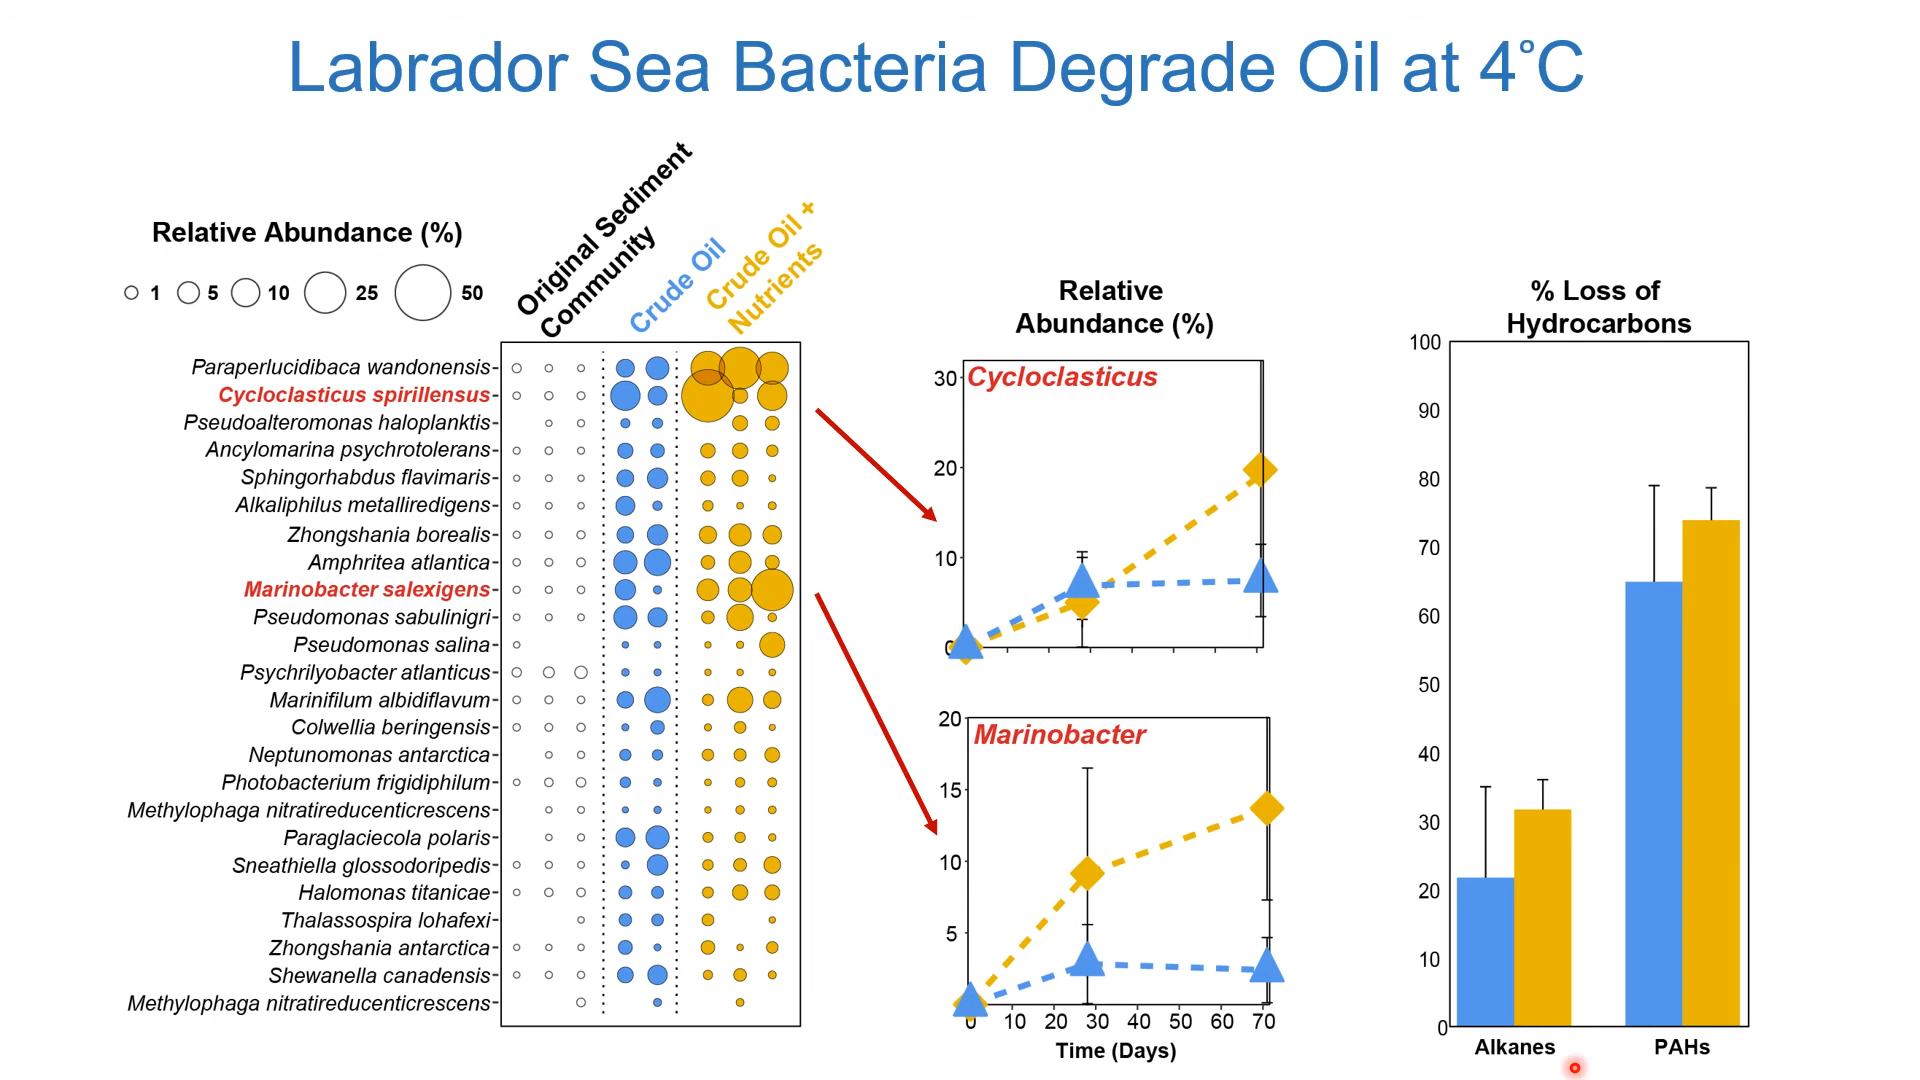 Labrador Sea Bacteria Degrade Oil at 4°C
Relative Abundance (%)
1 5 10 25 50
Original Sediment
Community
Crude Oil
Crude Oil +
Nutrients
Paraperlucidibaca wandonensis
Cycloclasticus spirillensus
Pseudoalteromonas haloplanktis
Ancylomarina psychrotolerans
Sphingorhabdus flavimaris
Alkaliphilus metalliredigens
Zhongshania borealis
Amphritea atlantica
Marinobacter salexigens
Pseudomonas sabulinigri
Pseudomonas salina
Psychrilyobacter atlanticus
Marinifilum albidiflavum
Colwellia beringensis
Neptunomonas antarctica
Photobacterium frigidiphilum
Methylophaga nitratireducenticrescens
Paraglaciecola polaris
Sneathiella glossodoripedis
Halomonas titanicae
Thalassospira lohafexi
Zhongshania antarctica
Shewanella canadensis
Methylophaga nitratireducenticrescens
Relative
Abundance (%)
Cycloclasticus
30
20
10
0
Marinobacter
20
15
10
5
0 10 20 30 40 50 60 70
Time (Days)
% Loss of
Hydrocarbons
100
90
80
70
60
50
40
30
20
10
0
Alkanes PAHs